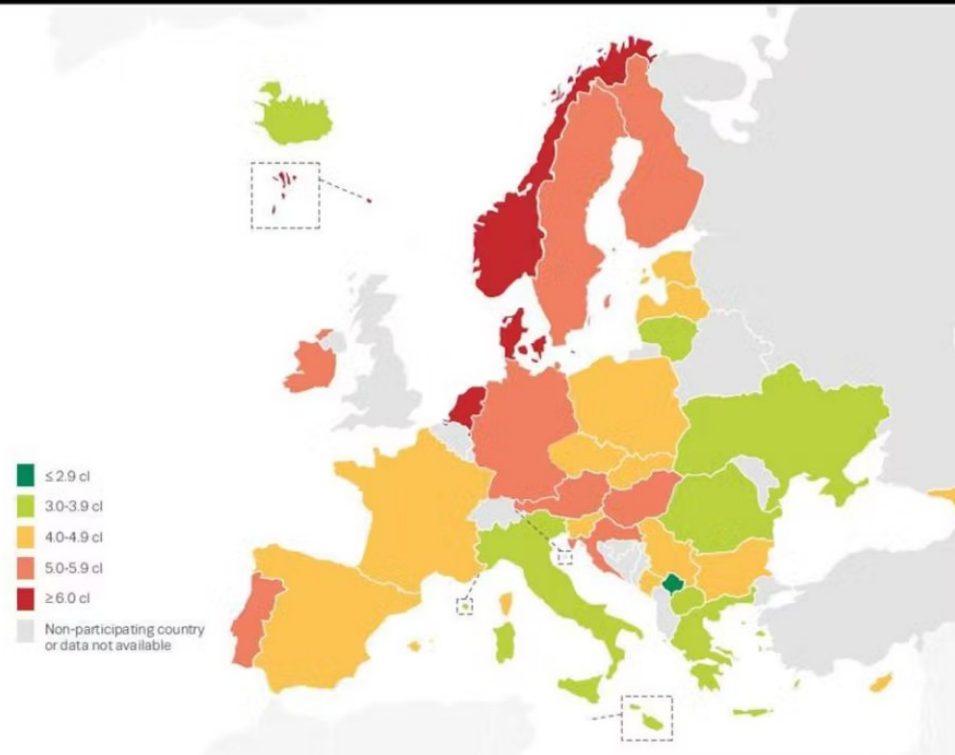 ≤ 2.9 cl
3.0-3.9 cl
4.0-4.9 cl
5.0-5.9 cl
≥ 6.0 cl
Non-participating country
or data not available